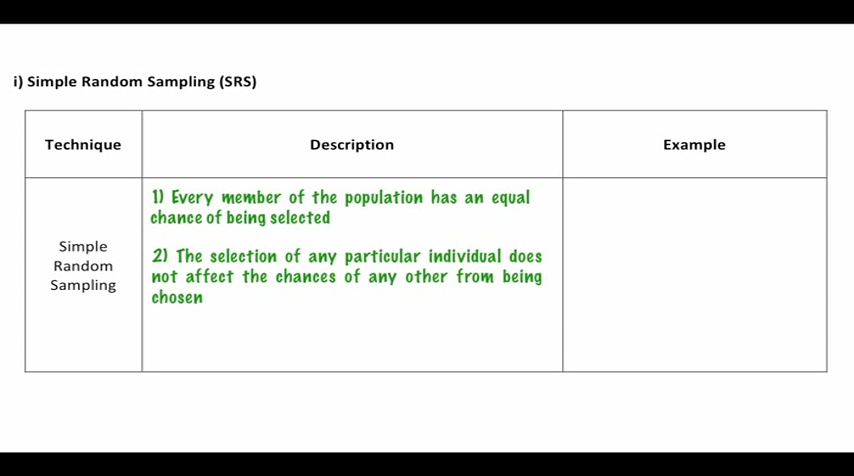 i) Simple Random Sampling (SRS)
Technique
Description
Example
Simple
Random
Sampling
1) Every member of the population has an equal
chance of being selected
2) The selection of any particular individual does
not affect the chances of any other from being
chosen